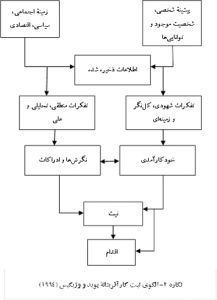 پیشینهٔ شخصی،
شخصیت موجود و
توانایی‌ها
زمینهٔ اجتماعی،
سیاسی، اقتصادی
اطلاعات ذخیره شده
تفکرات شهودی، کل‌نگر
و زمینه‌ای
تفکرات منطقی، تحلیلی و
علی
خودکارآمدی
نگرش‌ها و ادراکات
نیت
اقدام
نگاره ۲-الگوی نیت کارآفرینانهٔ بوید و وزیکیس (۱۹۹۴)